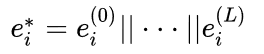 $e_i^* = e_i^{(0)} || \cdots || e_i^{(L)}$